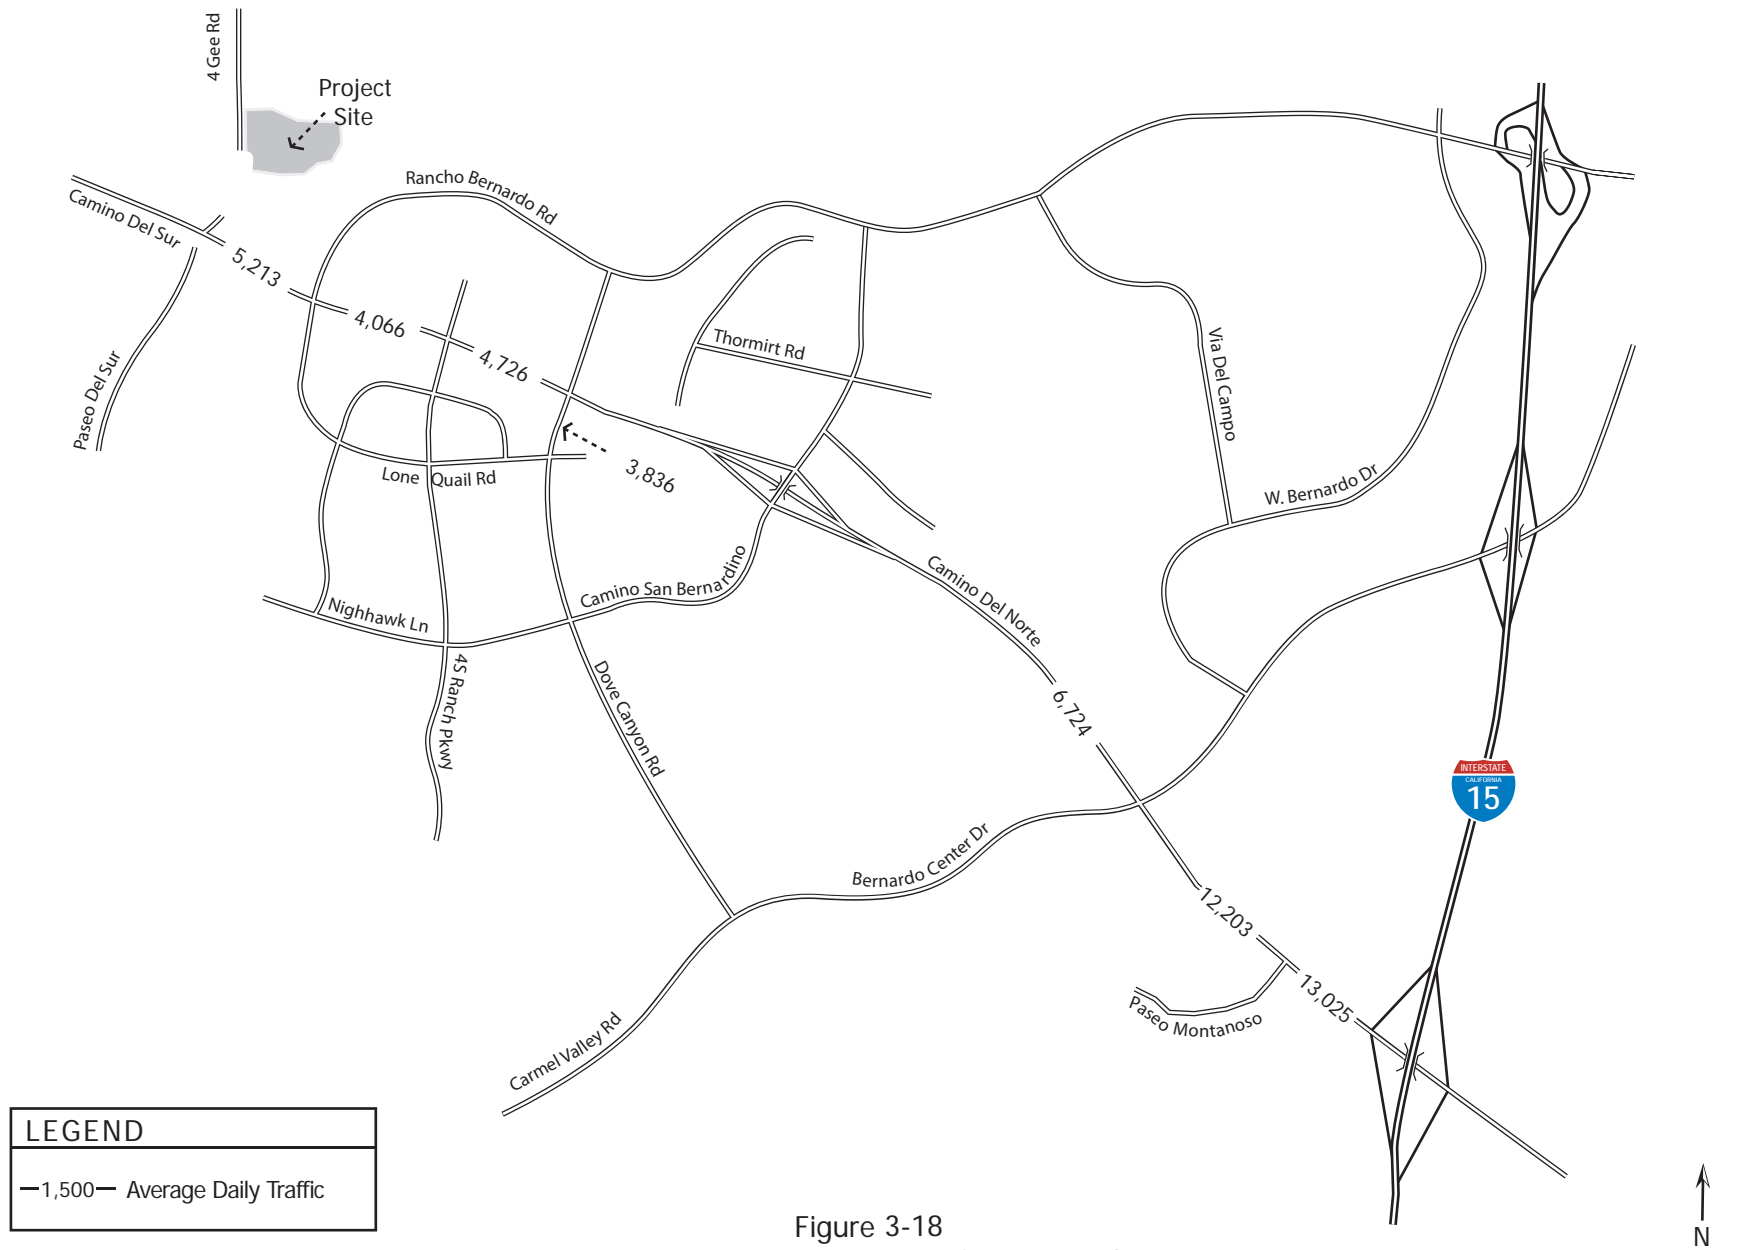 4 Gee Rd
Project
Site
Rancho Bernardo Rd
Camino Del Sur
5,213
4,066
4,726
Thormirt Rd
Via Del Campo
Paseo Del Sur
3,836
Lone Quail Rd
W. Bernardo Dr
Camino San Bernardino
Camino Del Norte
Nighhawk Ln
4S Ranch Pkwy
Dove Canyon Rd
6,724
INTERSTATE
CALIFORNIA
15
Bernardo Center Dr
12,203
13,025
Paseo Montanoso
Carmel Valley Rd
LEGEND
1,500 Average Daily Traffic
Figure 3-18
N